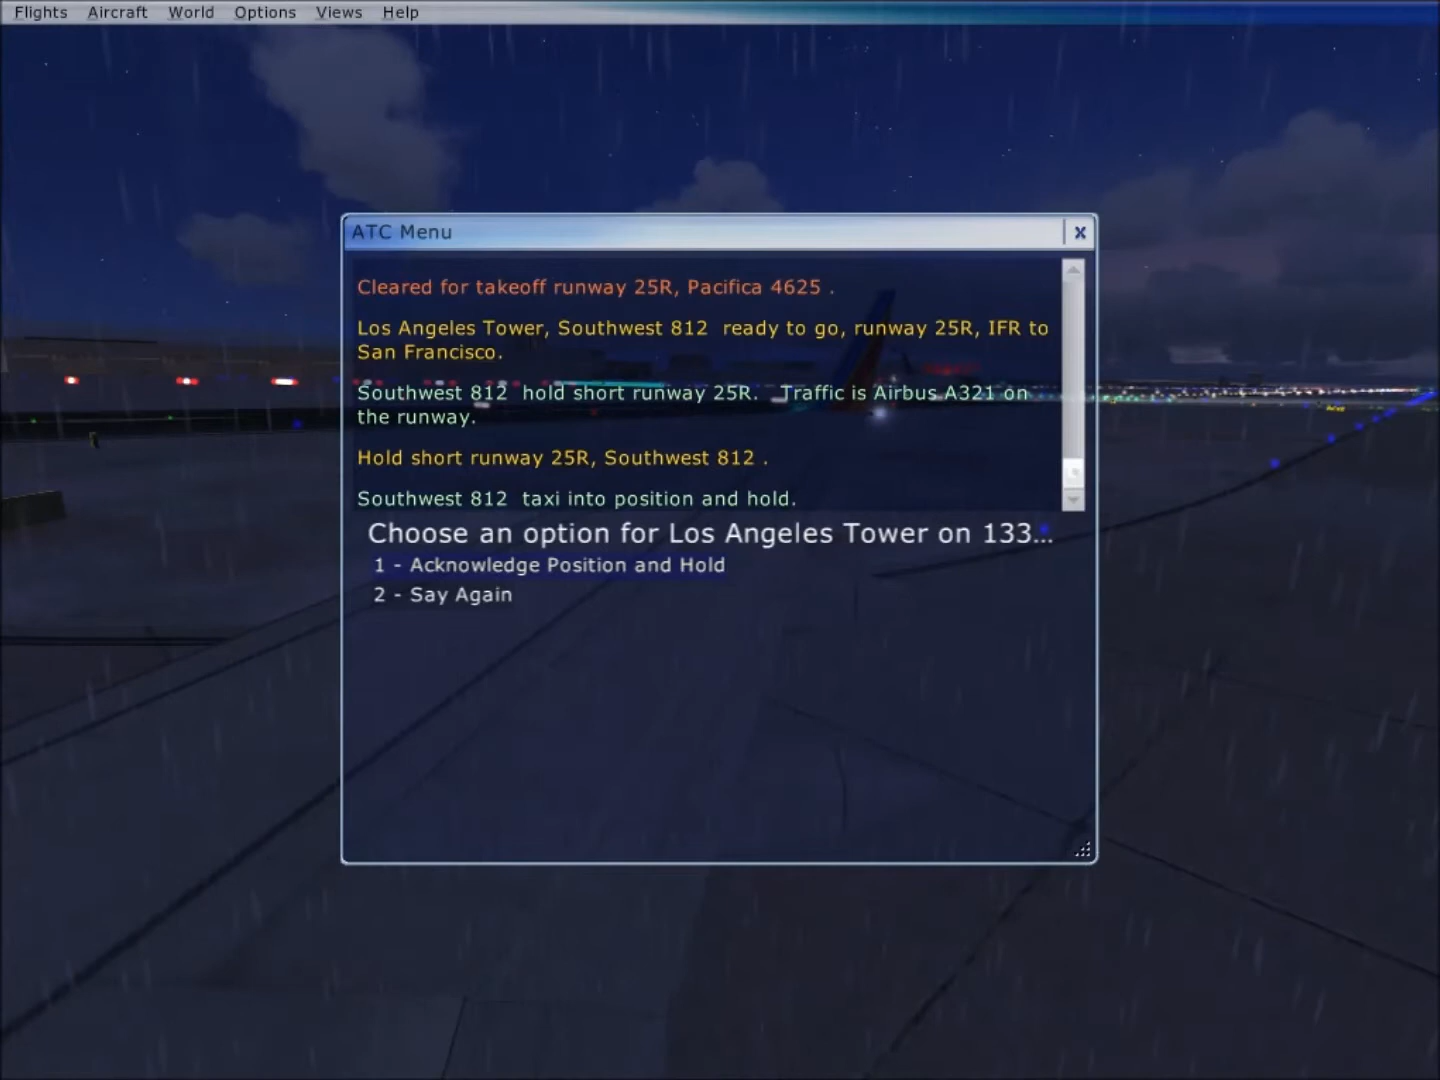 Flights Aircraft World Options Views Help
ATC Menu x
Cleared for takeoff runway 25R, Pacifica 4625 .
Los Angeles Tower, Southwest 812 ready to go, runway 25R, IFR to
San Francisco.
Southwest 812 hold short runway 25R. Traffic is Airbus A321 on
the runway.
Hold short runway 25R, Southwest 812 .
Southwest 812 taxi into position and hold.
Choose an option for Los Angeles Tower on 133...
1 - Acknowledge Position and Hold
2 - Say Again